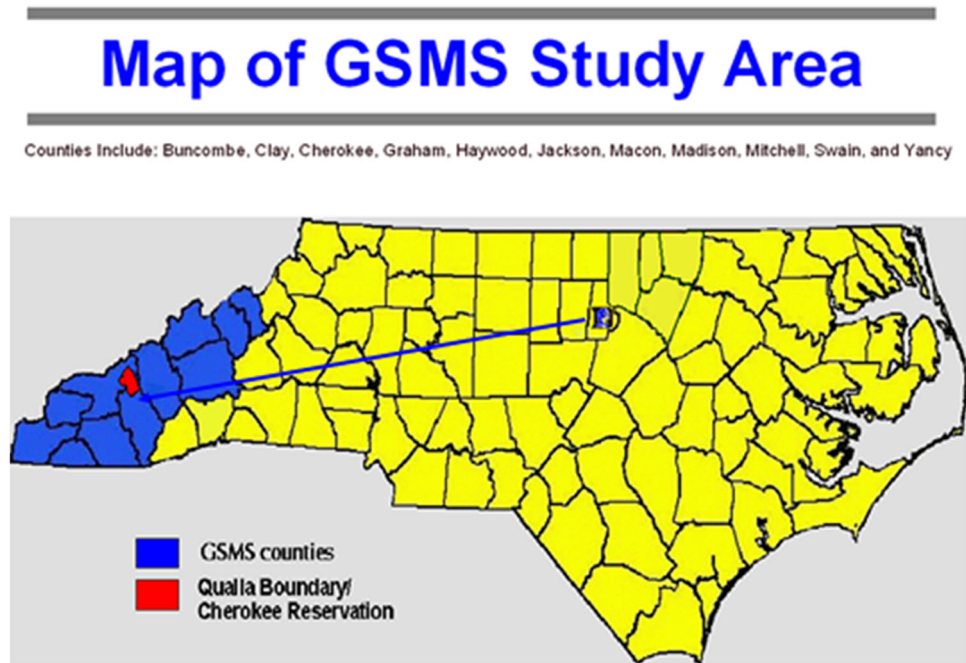 Map of GSMS Study Area
Counties Include: Buncombe, Clay, Cherokee, Graham, Haywood, Jackson, Macon, Madison, Mitchell, Swain, and Yancy
GSMS counties
Qualla Boundary/
Cherokee Reservation